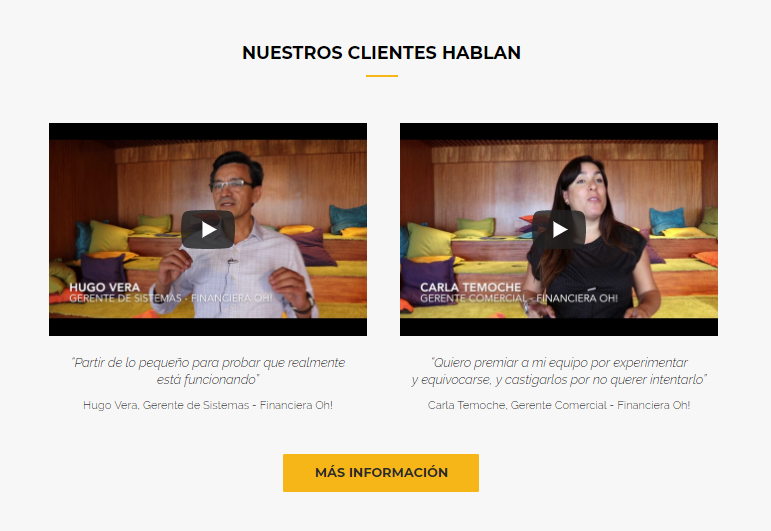 NUESTROS CLIENTES HABLAN
HUGO VERA
GERENTE DE SISTEMAS - FINANCIERA OH!
CARLA TEMOCHE
GERENTE COMERCIAL - FINANCIERA OH!
"Partir de lo pequeño para probar que realmente
está funcionando"
Hugo Vera, Gerente de Sistemas - Financiera Oh!
"Quiero premiar a mi equipo por experimentar
y equivocarse, y castigarlos por no querer intentarlo"
Carla Temoche, Gerente Comercial - Financiera Oh!
MÁS INFORMACIÓN